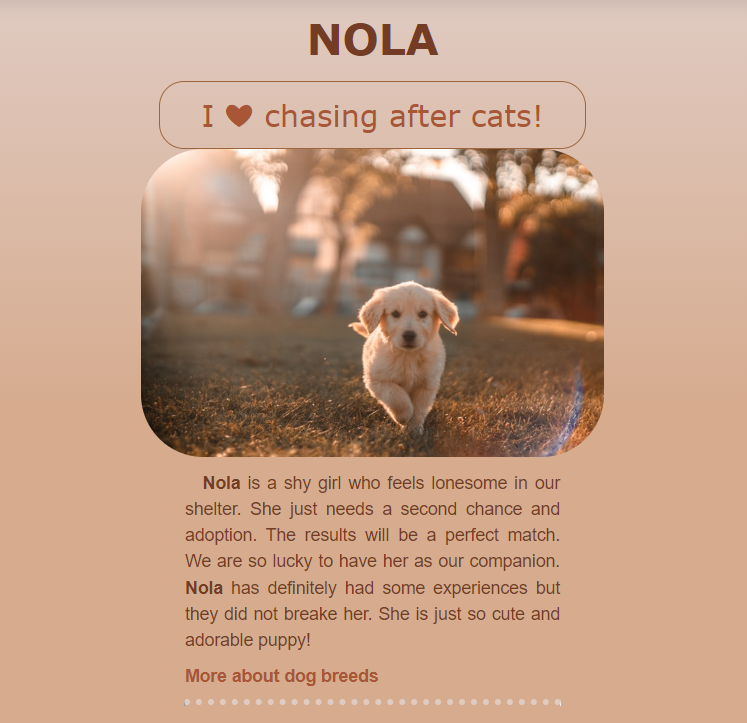 NOLA
I ♥ chasing after cats!
Nola is a shy girl who feels lonesome in our
shelter. She just needs a second chance and
adoption. The results will be a perfect match.
We are so lucky to have her as our companion.
Nola has definitely had some experiences but
they did not breake her. She is just so cute and
adorable puppy!
More about dog breeds